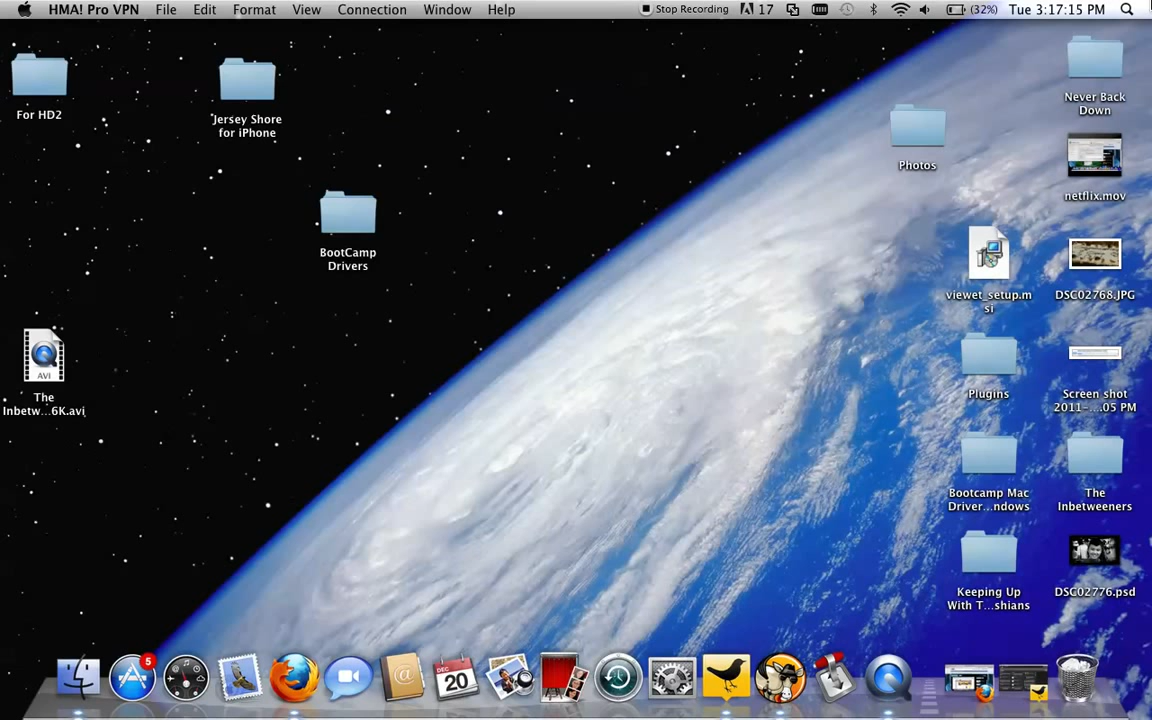 HMA! Pro VPN File Edit Format View Connection Window Help Stop Recording 17 (32%) Tue 3:17:15 PM
For HD2
Jersey Shore
for iPhone
BootCamp
Drivers
AVI
The
Inbetw...6K.avi
Photos
Never Back
Down
netflix.mov
viewet_setup.m
si
DSC02768.JPG
Plugins
Screen shot
2011-....05 PM
Bootcamp Mac
Driver...ndows
The
Inbetweeners
Keeping Up
With T...shians
DSC02776.psd
5
DEC
20